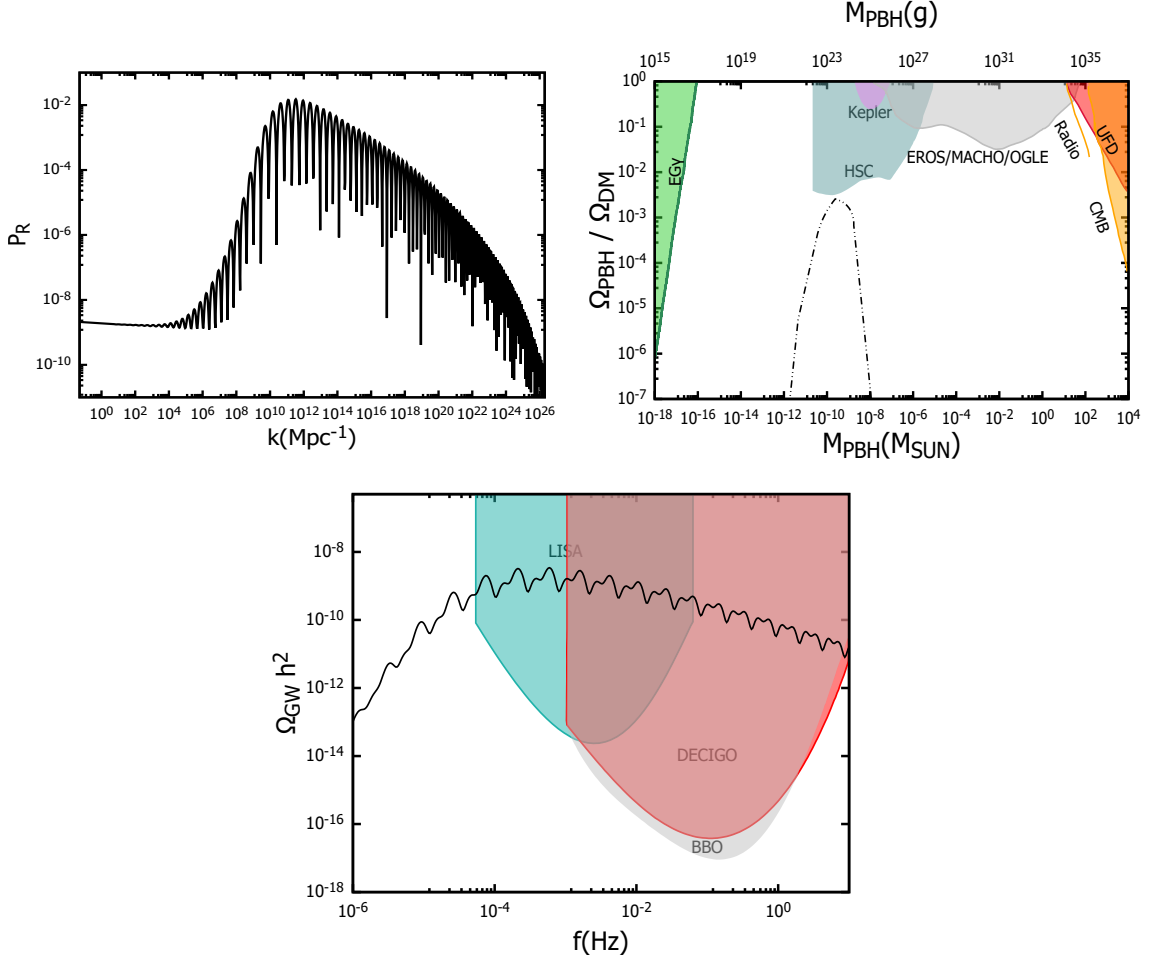 M_PBH(g)
10^15 10^19 10^23 10^27 10^31 10^35
P_R
10^-2
10^-4
10^-6
10^-8
10^-10
10^0 10^2 10^4 10^6 10^8 10^10 10^12 10^14 10^16 10^18 10^20 10^22 10^24 10^26
k(Mpc^-1)
Ω_PBH / Ω_DM
10^0
10^-1
10^-2
10^-3
10^-4
10^-5
10^-6
10^-7
EGγ
Kepler
HSC
EROS/MACHO/OGLE
Radio
UFD
CMB
10^-18 10^-16 10^-14 10^-12 10^-10 10^-8 10^-6 10^-4 10^-2 10^0 10^2 10^4
M_PBH(M_SUN)
Ω_GW h^2
10^-8
10^-10
10^-12
10^-14
10^-16
10^-18
LISA
DECIGO
BBO
10^-6 10^-4 10^-2 10^0
f(Hz)